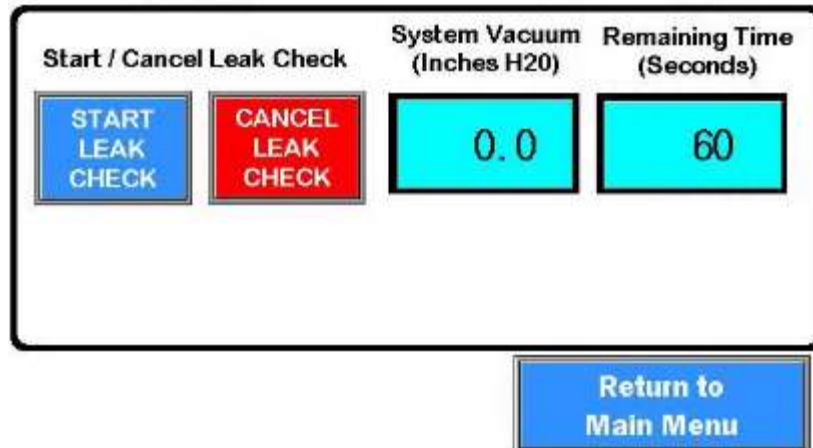 Start / Cancel Leak Check
System Vacuum
(Inches H20)
Remaining Time
(Seconds)
START
LEAK
CHECK
CANCEL
LEAK
CHECK
0.0
60
Return to
Main Menu